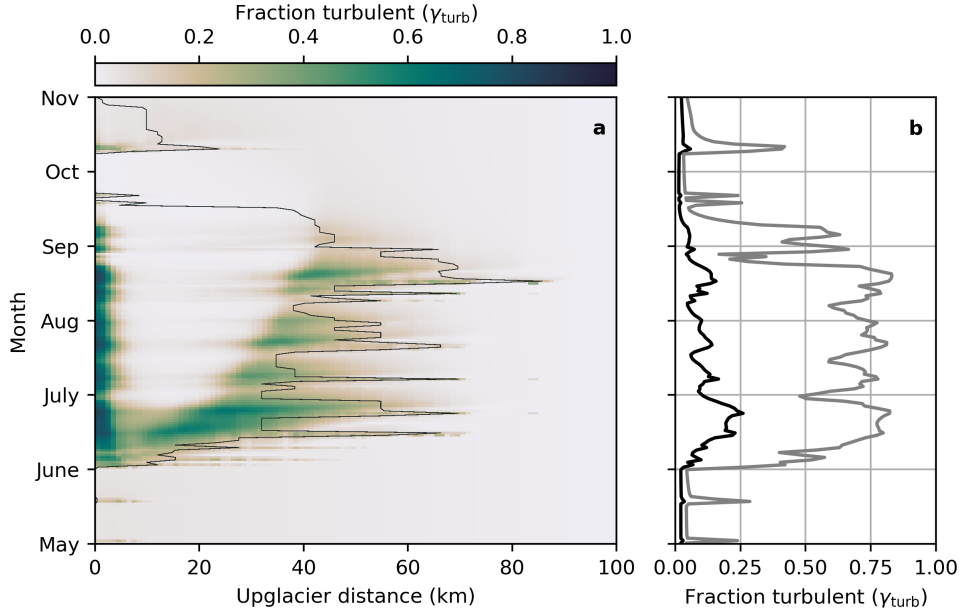 Fraction turbulent (γturb)
0.0 0.2 0.4 0.6 0.8 1.0
Nov
Oct
Sep
Aug
July
June
May
Month
a
0 20 40 60 80 100
Upglacier distance (km)
b
0.00 0.25 0.50 0.75 1.00
Fraction turbulent (γturb)